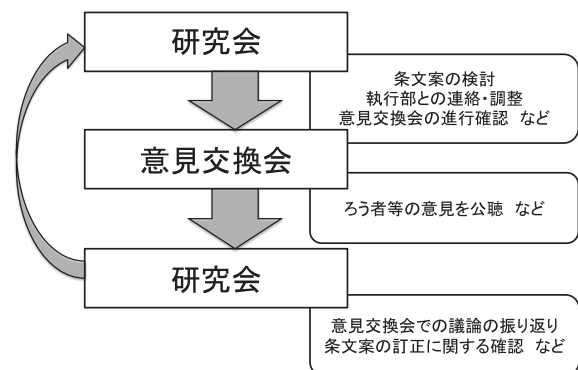 研究会
条文案の検討
執行部との連絡・調整
意見交換会の進行確認 など
意見交換会
ろう者等の意見を公聴 など
研究会
意見交換会での議論の振り返り
条文案の訂正に関する確認 など